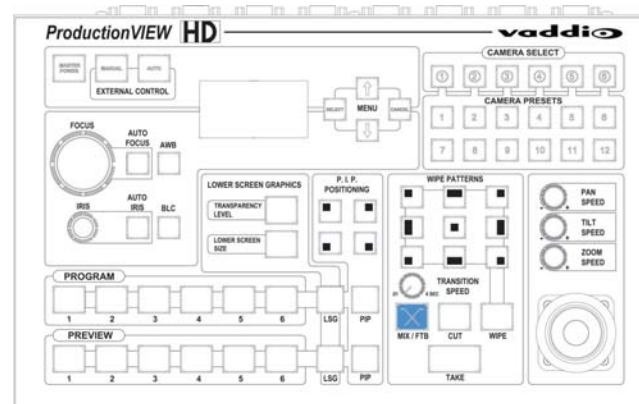 ProductionVIEW HD
vaddio
CAMERA SELECT
MASTER POWER
MANUAL
AUTO
EXTERNAL CONTROL
SELECT
MENU
CANCEL
1 2 3 4 5 6
CAMERA PRESETS
1 2 3 4 5 6
7 8 9 10 11 12
FOCUS
AUTO
FOCUS
AWB
IRIS
AUTO
IRIS
BLC
LOWER SCREEN GRAPHICS
TRANSPARENCY
LEVEL
LOWER SCREEN
SIZE
P. I. P.
POSITIONING
WIPE PATTERNS
TRANSITION
SPEED
4 SEC
MIX / FTB
CUT
WIPE
TAKE
PAN
SPEED
TILT
SPEED
ZOOM
SPEED
PROGRAM
1 2 3 4 5 6 LSG PIP
PREVIEW
1 2 3 4 5 6 LSG PIP